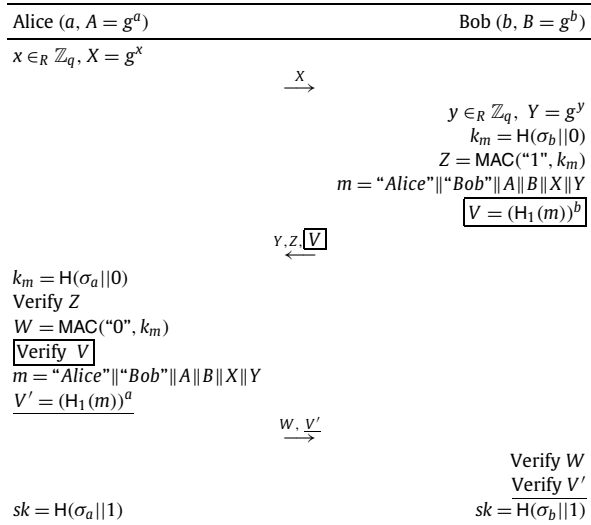 Alice (a, A = g^a) Bob (b, B = g^b)
x ∈_R ℤ_q, X = g^x
X
⟶
y ∈_R ℤ_q, Y = g^y
k_m = H(σ_b||0)
Z = MAC(“1”, k_m)
m = “Alice”∥“Bob”∥A∥B∥X∥Y
V = (H_1(m))^b
Y,Z,V
⟵
k_m = H(σ_a||0)
Verify Z
W = MAC(“0”, k_m)
Verify V
m = “Alice”∥“Bob”∥A∥B∥X∥Y
V′ = (H_1(m))^a
W, V′
⟶
Verify W
Verify V′
sk = H(σ_a||1) sk = H(σ_b||1)